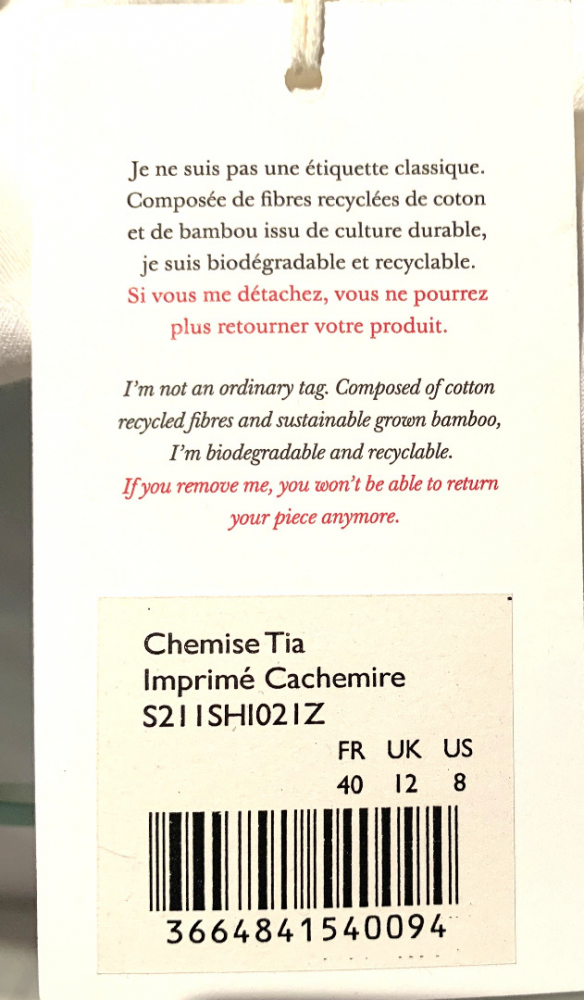 Je ne suis pas une étiquette classique.
Composée de fibres recyclées de coton
et de bambou issu de culture durable,
je suis biodégradable et recyclable.
Si vous me détachez, vous ne pourrez
plus retourner votre produit.
I'm not an ordinary tag. Composed of cotton
recycled fibres and sustainable grown bamboo,
I'm biodegradable and recyclable.
If you remove me, you won't be able to return
your piece anymore.
Chemise Tia
Imprimé Cachemire
S211SHI021Z
FR UK US
40 12 8
3664841540094